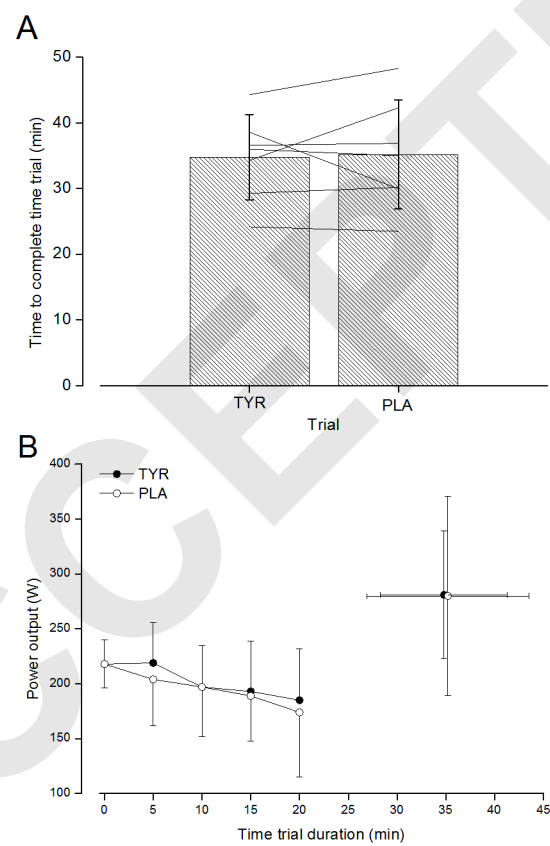 A
Time to complete time trial (min)
50
40
30
20
10
0
TYR PLA
Trial
B
Power output (W)
400
350
300
250
200
150
100
TYR
PLA
0 5 10 15 20 25 30 35 40 45
Time trial duration (min)